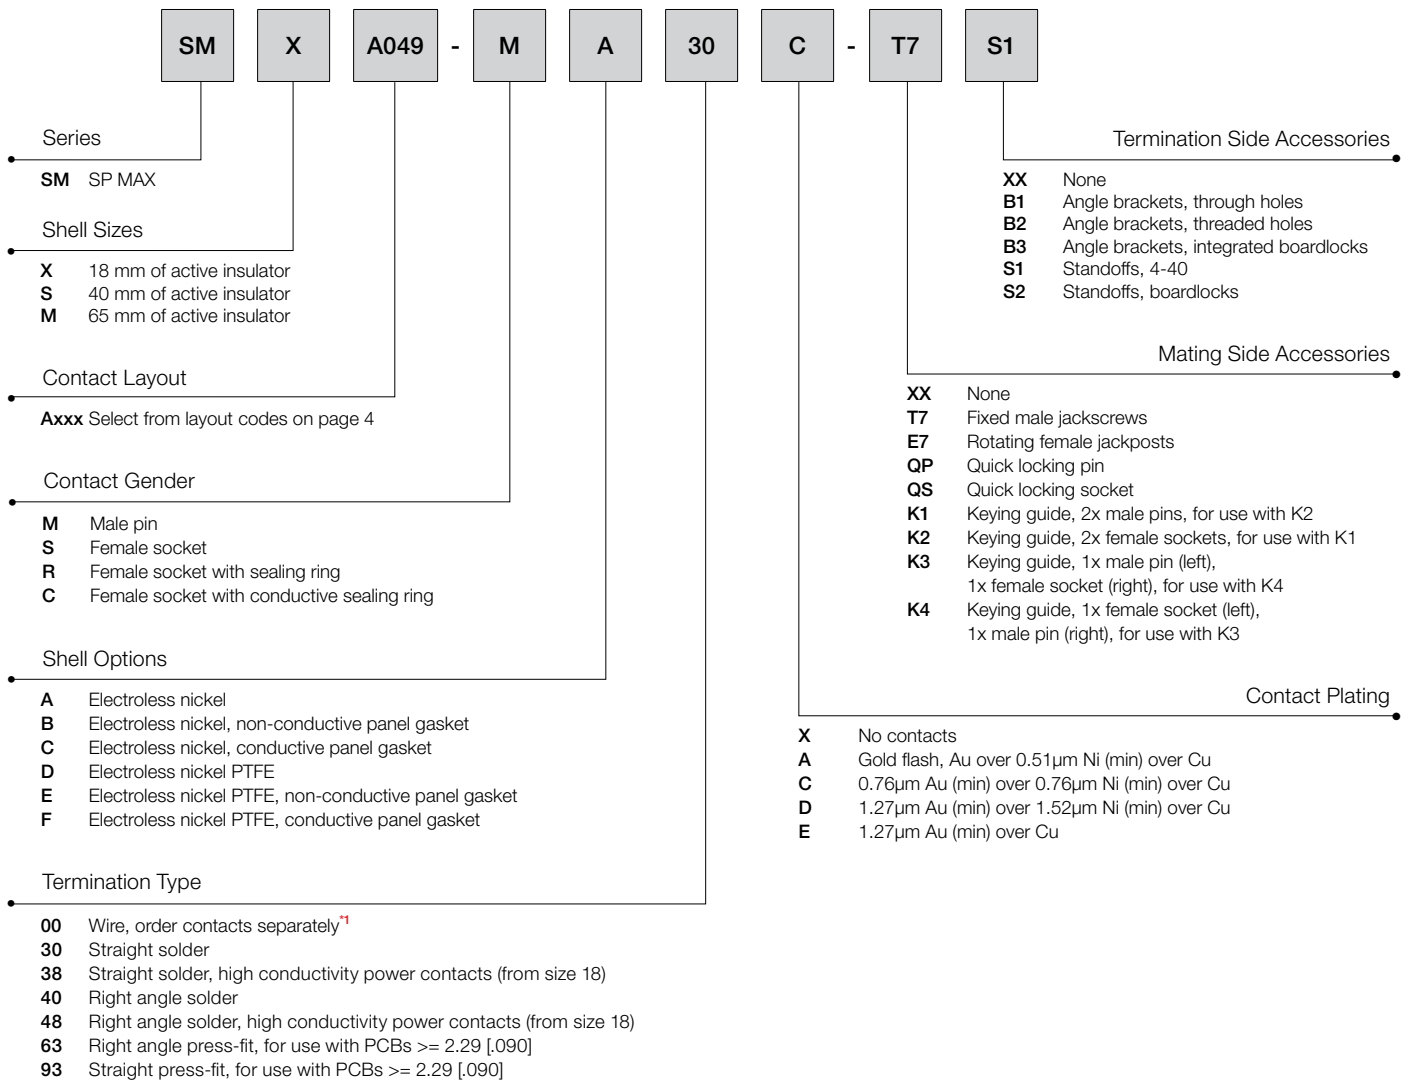 SM X A049 - M A 30 C - T7 S1
Series
SM SP MAX
Shell Sizes
X 18 mm of active insulator
S 40 mm of active insulator
M 65 mm of active insulator
Contact Layout
Axxx Select from layout codes on page 4
Contact Gender
M Male pin
S Female socket
R Female socket with sealing ring
C Female socket with conductive sealing ring
Shell Options
A Electroless nickel
B Electroless nickel, non-conductive panel gasket
C Electroless nickel, conductive panel gasket
D Electroless nickel PTFE
E Electroless nickel PTFE, non-conductive panel gasket
F Electroless nickel PTFE, conductive panel gasket
Termination Type
00 Wire, order contacts separately*1
30 Straight solder
38 Straight solder, high conductivity power contacts (from size 18)
40 Right angle solder
48 Right angle solder, high conductivity power contacts (from size 18)
63 Right angle press-fit, for use with PCBs >= 2.29 [.090]
93 Straight press-fit, for use with PCBs >= 2.29 [.090]
Termination Side Accessories
XX None
B1 Angle brackets, through holes
B2 Angle brackets, threaded holes
B3 Angle brackets, integrated boardlocks
S1 Standoffs, 4-40
S2 Standoffs, boardlocks
Mating Side Accessories
XX None
T7 Fixed male jackscrews
E7 Rotating female jackposts
QP Quick locking pin
QS Quick locking socket
K1 Keying guide, 2x male pins, for use with K2
K2 Keying guide, 2x female sockets, for use with K1
K3 Keying guide, 1x male pin (left),
1x female socket (right), for use with K4
K4 Keying guide, 1x female socket (left),
1x male pin (right), for use with K3
Contact Plating
X No contacts
A Gold flash, Au over 0.51µm Ni (min) over Cu
C 0.76µm Au (min) over 0.76µm Ni (min) over Cu
D 1.27µm Au (min) over 1.52µm Ni (min) over Cu
E 1.27µm Au (min) over Cu